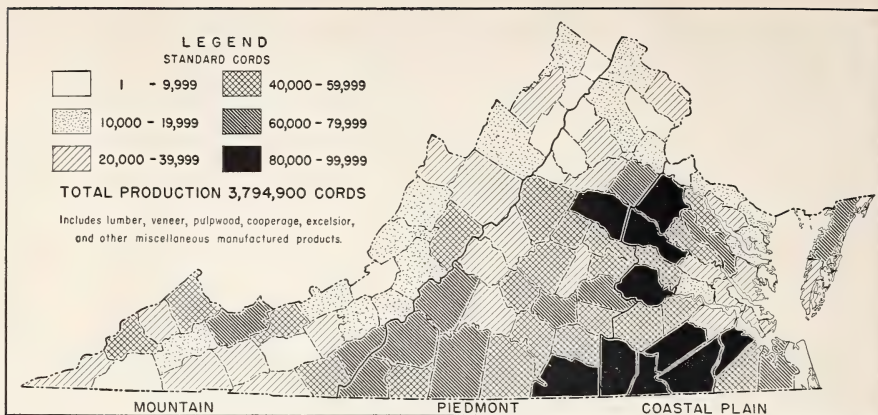 LEGEND
STANDARD CORDS
1 - 9,999
10,000 - 19,999
20,000 - 39,999
40,000 - 59,999
60,000 - 79,999
80,000 - 99,999
TOTAL PRODUCTION 3,794,900 CORDS
Includes lumber, veneer, pulpwood, cooperage, excelsior,
and other miscellaneous manufactured products.
MOUNTAIN PIEDMONT COASTAL PLAIN